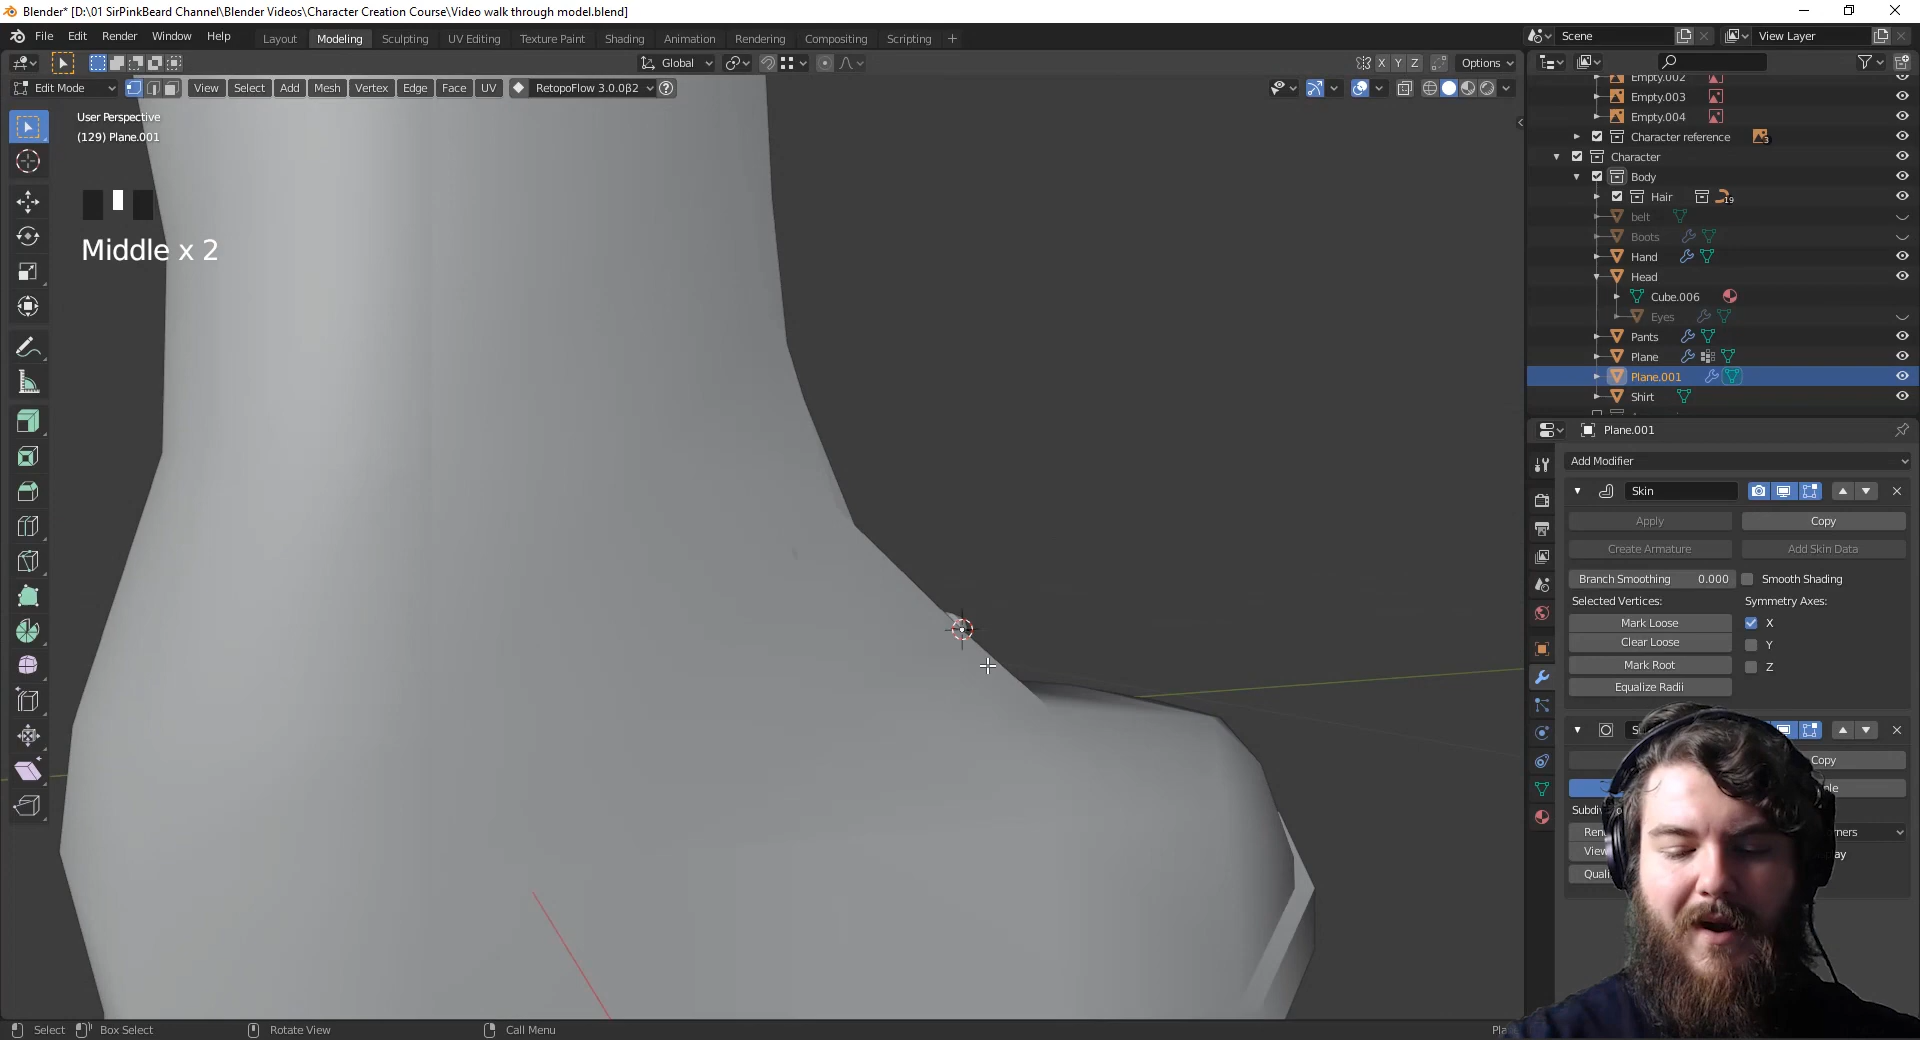 Blender* [D:\01 SirPinkBeard Channel\Blender Videos\Character Creation Course\Video walk through model.blend]
File Edit Render Window Help
Layout Modeling Sculpting UV Editing Texture Paint Shading Animation Rendering Compositing Scripting +
Scene
View Layer
Global
X Y Z
Options
Edit Mode
View Select Add Mesh Vertex Edge Face UV
RetopoFlow 3.0.0β2
User Perspective
(129) Plane.001
Middle x 2
Empty.002
Empty.003
Empty.004
Character reference 3
Character
Body
Hair 19
belt
Boots
Hand
Head
Cube.006
Eyes
Pants
Plane
Plane.001
Shirt
Plane.001
Add Modifier
Skin
Apply Copy
Create Armature Add Skin Data
Branch Smoothing 0.000 Smooth Shading
Selected Vertices: Symmetry Axes:
Mark Loose X
Clear Loose Y
Mark Root Z
Equalize Radii
Copy
Select Box Select Rotate View Call Menu